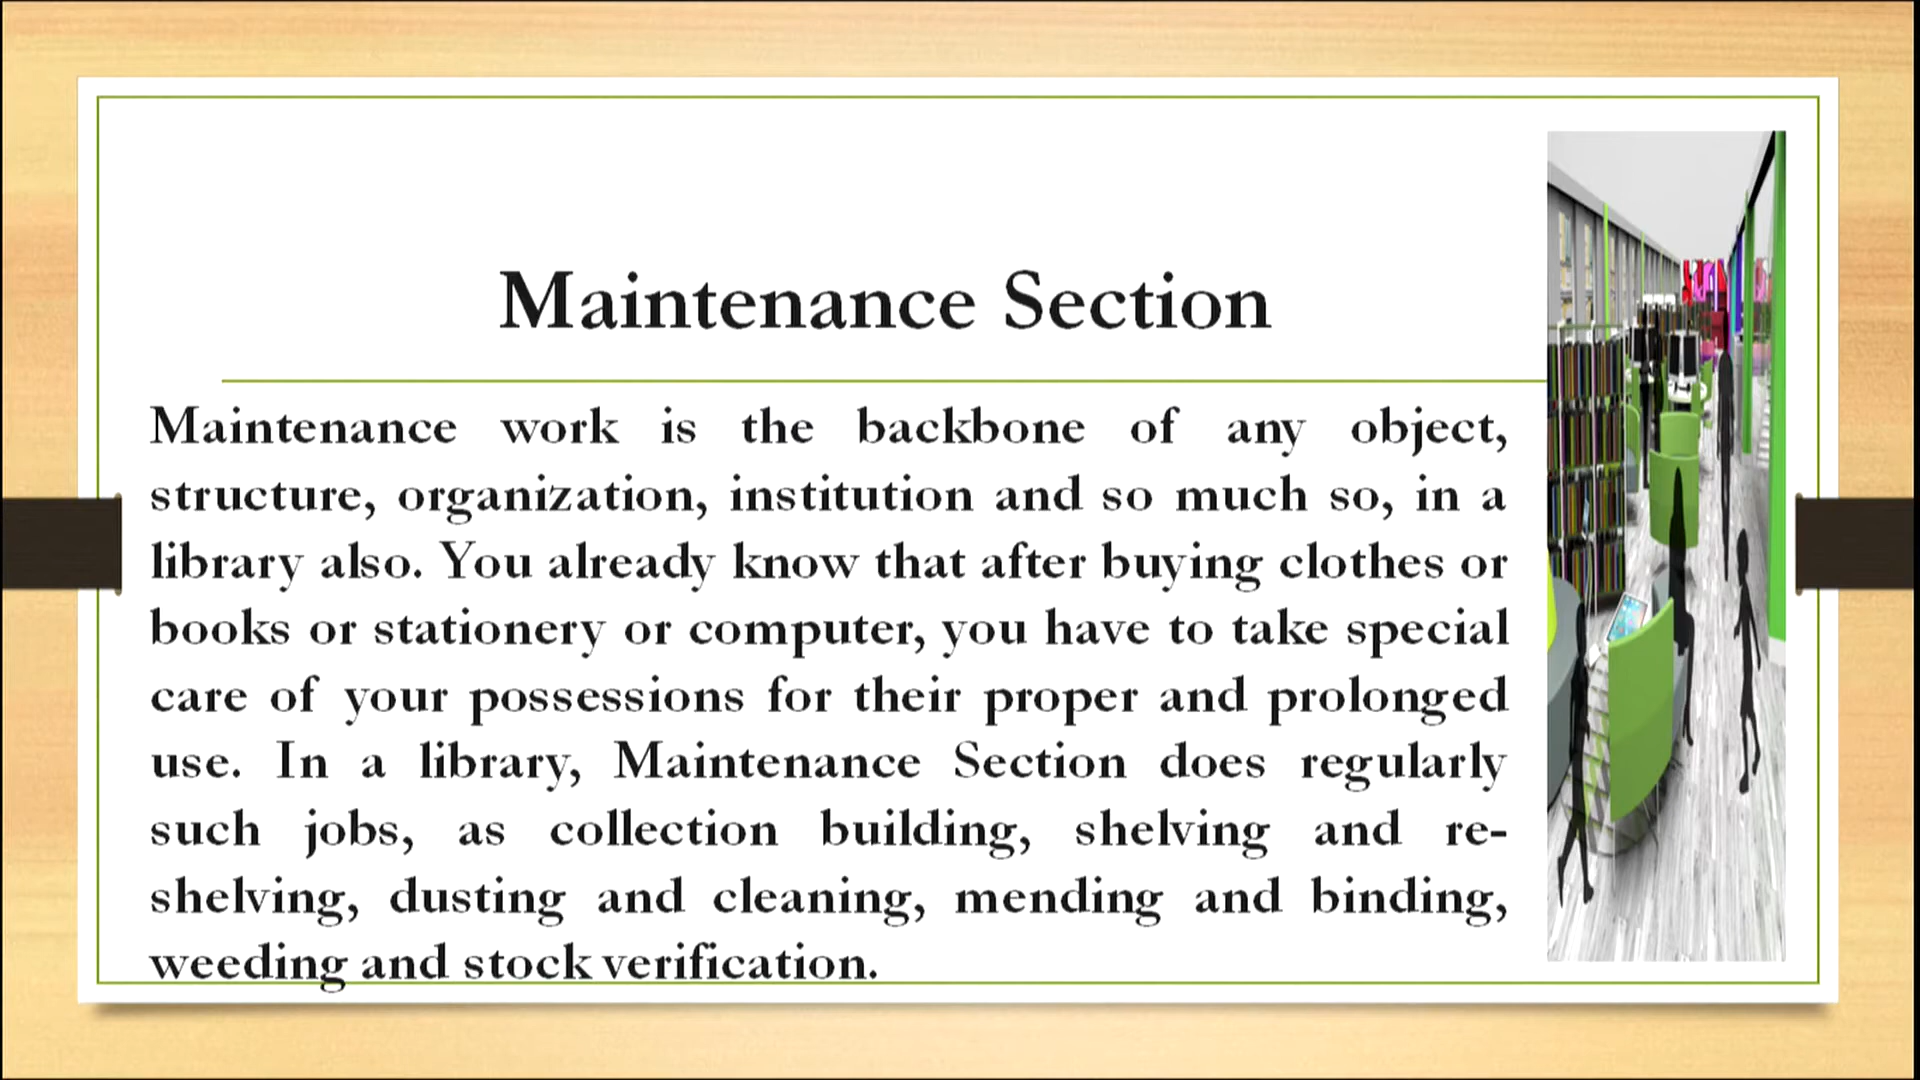 Maintenance Section
Maintenance work is the backbone of any object,
structure, organization, institution and so much so, in a
library also. You already know that after buying clothes or
books or stationery or computer, you have to take special
care of your possessions for their proper and prolonged
use. In a library, Maintenance Section does regularly
such jobs, as collection building, shelving and re-
shelving, dusting and cleaning, mending and binding,
weeding and stock verification.